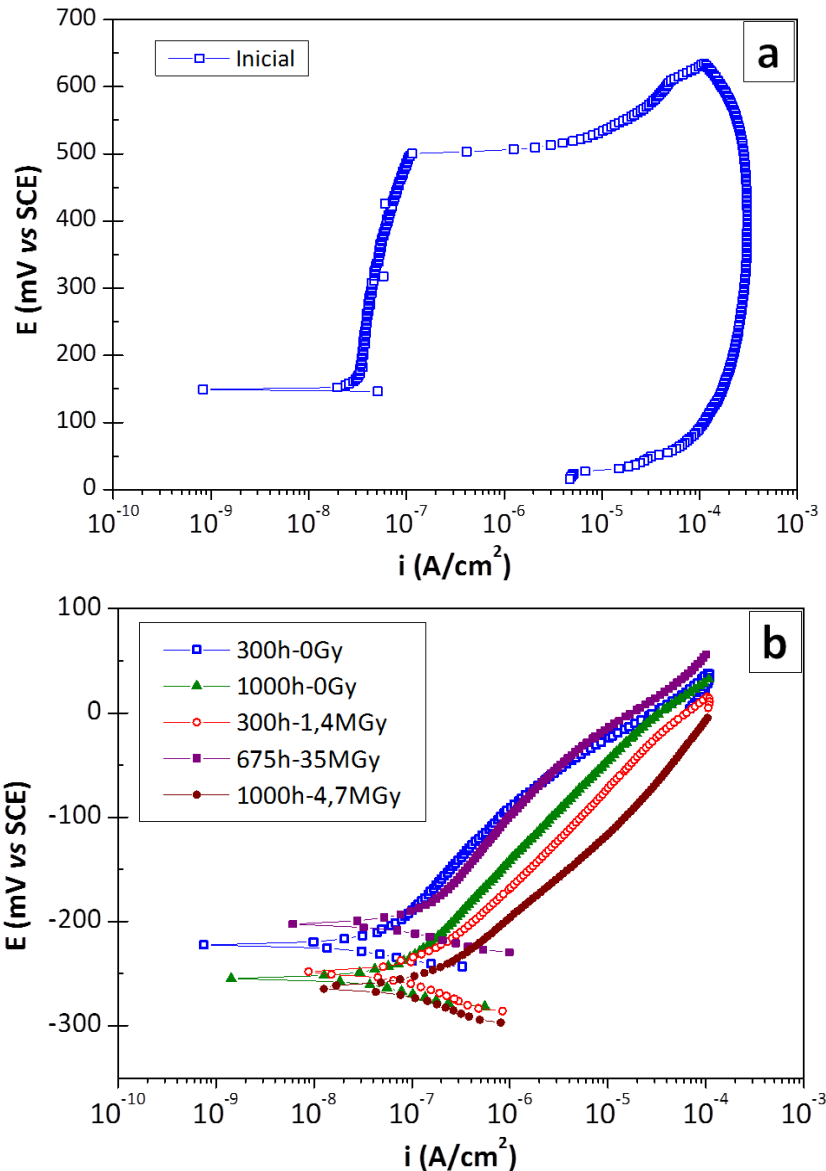 a
Inicial
700
600
500
400
300
200
100
0
E (mV vs SCE)
10⁻¹⁰ 10⁻⁹ 10⁻⁸ 10⁻⁷ 10⁻⁶ 10⁻⁵ 10⁻⁴ 10⁻³
i (A/cm²)
b
300h-0Gy
1000h-0Gy
300h-1,4MGy
675h-35MGy
1000h-4,7MGy
100
0
-100
-200
-300
E (mV vs SCE)
10⁻¹⁰ 10⁻⁹ 10⁻⁸ 10⁻⁷ 10⁻⁶ 10⁻⁵ 10⁻⁴ 10⁻³
i (A/cm²)